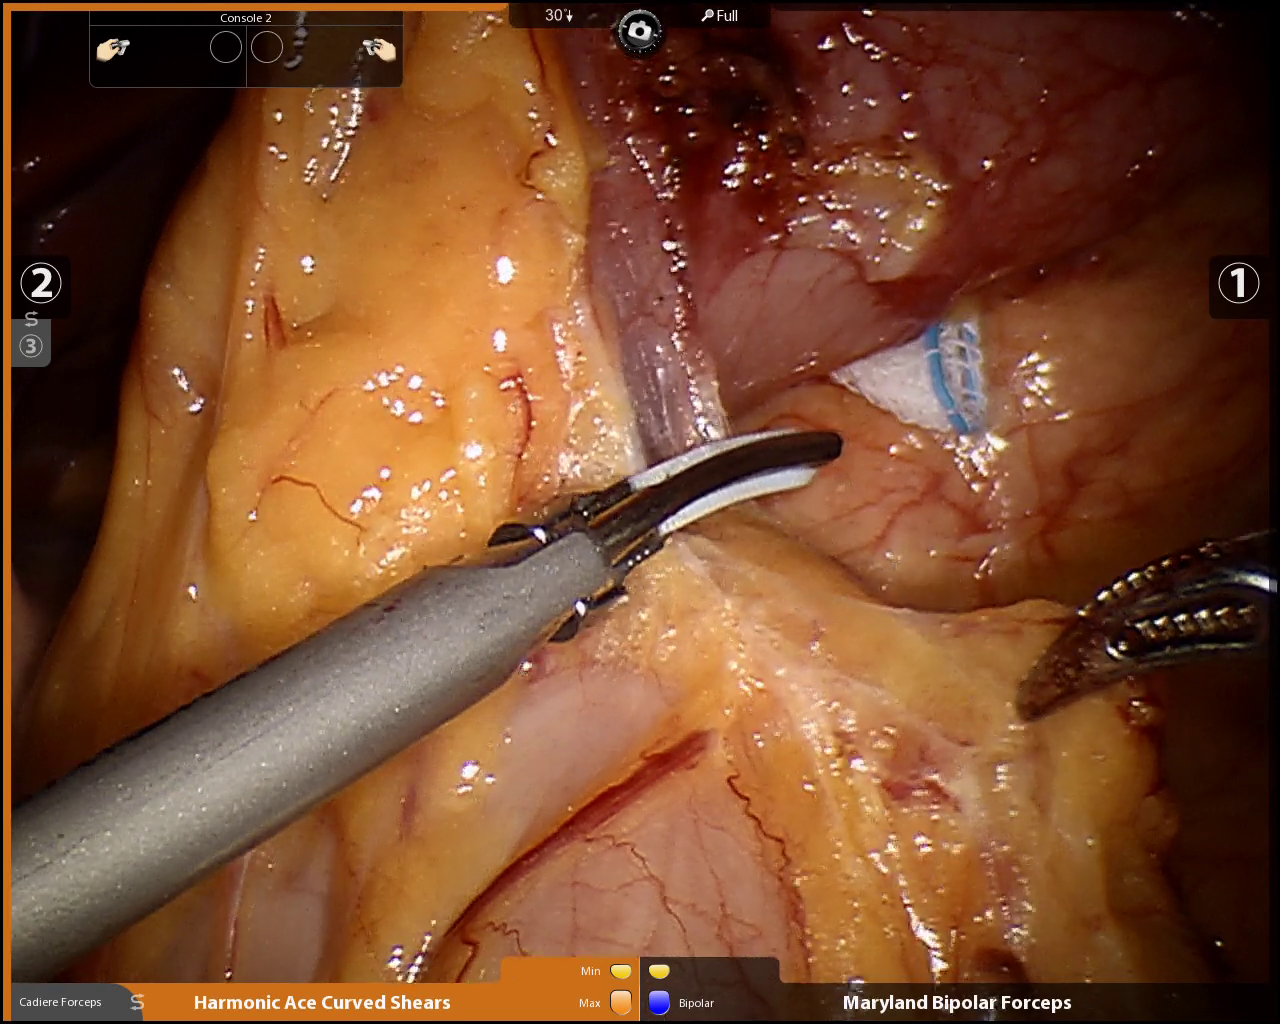 Console 2
30°
Full
2
3
1
Min
Max
Bipolar
Cadiere Forceps
Harmonic Ace Curved Shears
Maryland Bipolar Forceps